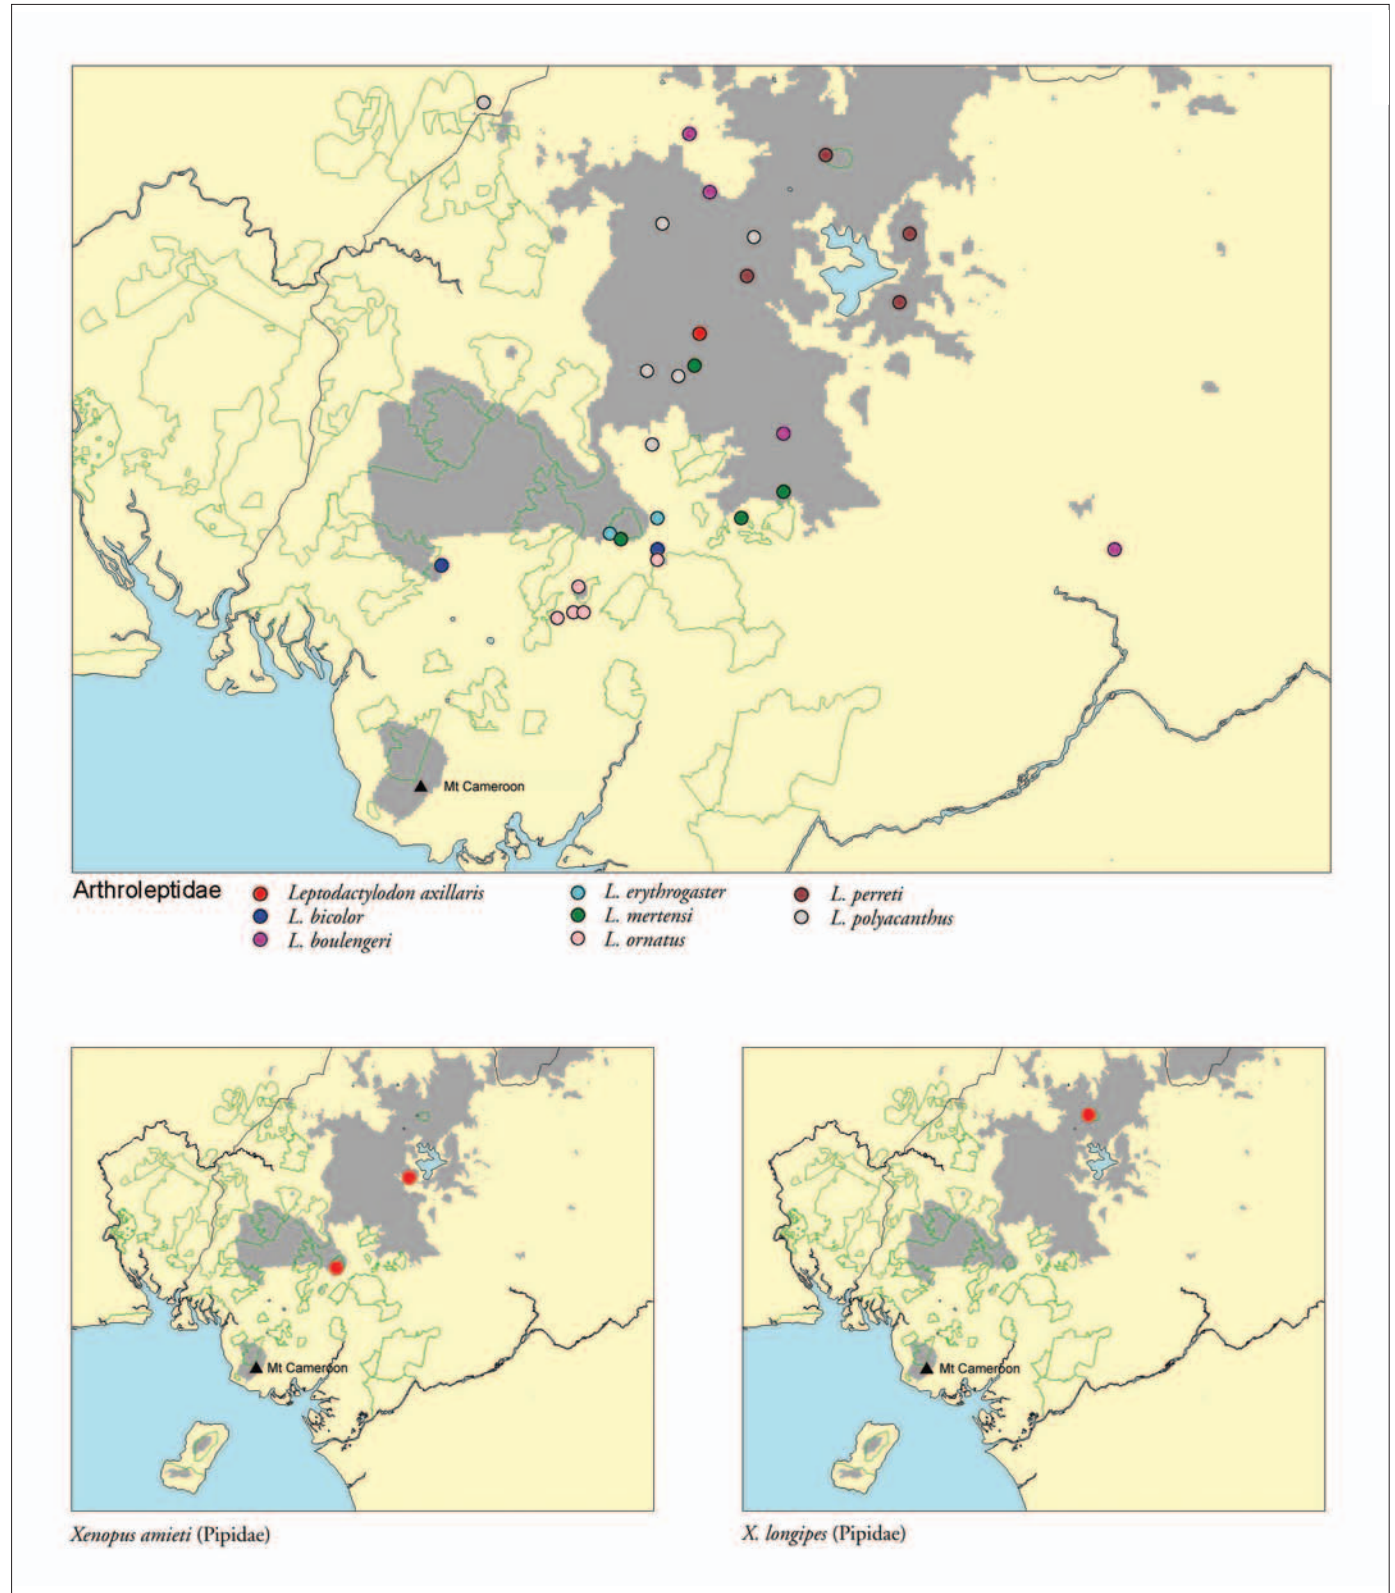 Mt Cameroon
Arthroleptidae
Leptodactylodon axillaris
L. bicolor
L. boulengeri
L. erythrogaster
L. mertensi
L. ornatus
L. perreti
L. polyacanthus
Mt Cameroon
Mt Cameroon
Xenopus amieti (Pipidae)
X. longipes (Pipidae)